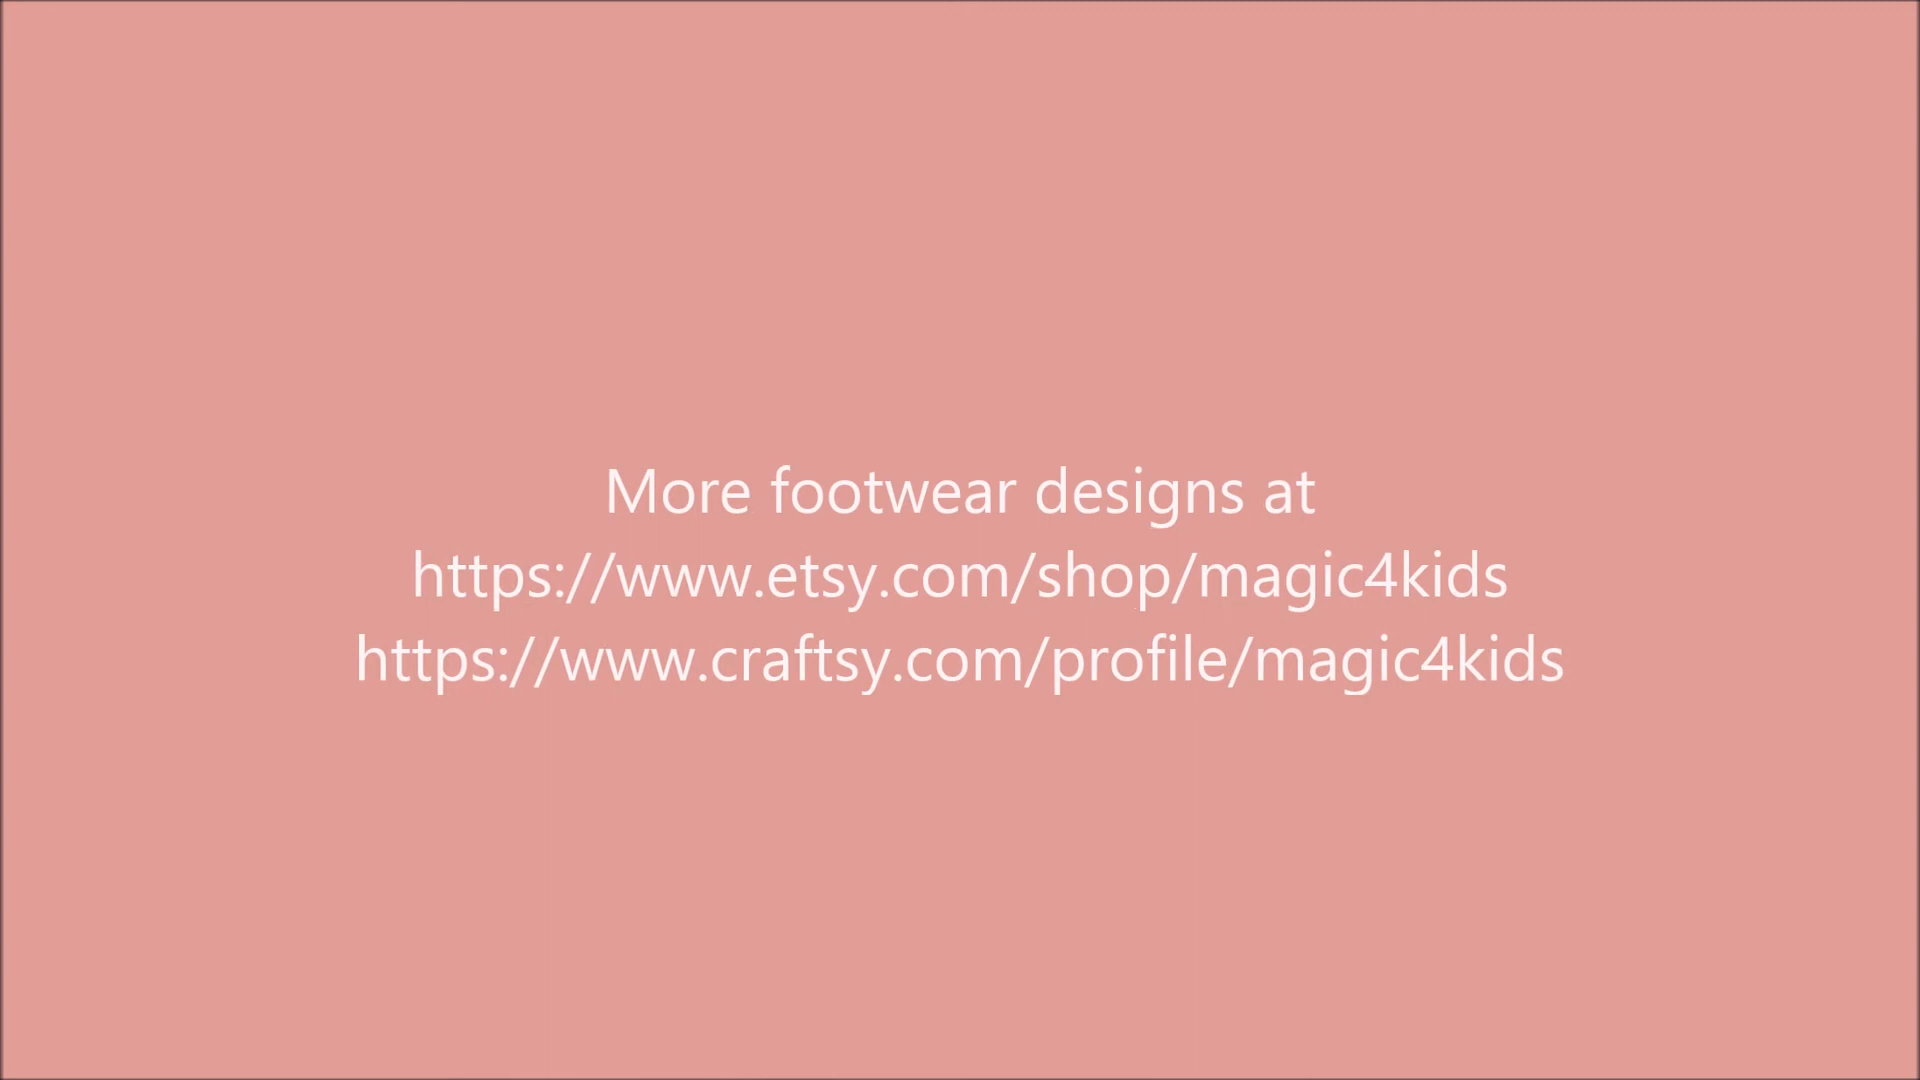 More footwear designs at
https://www.etsy.com/shop/magic4kids
https://www.craftsy.com/profile/magic4kids